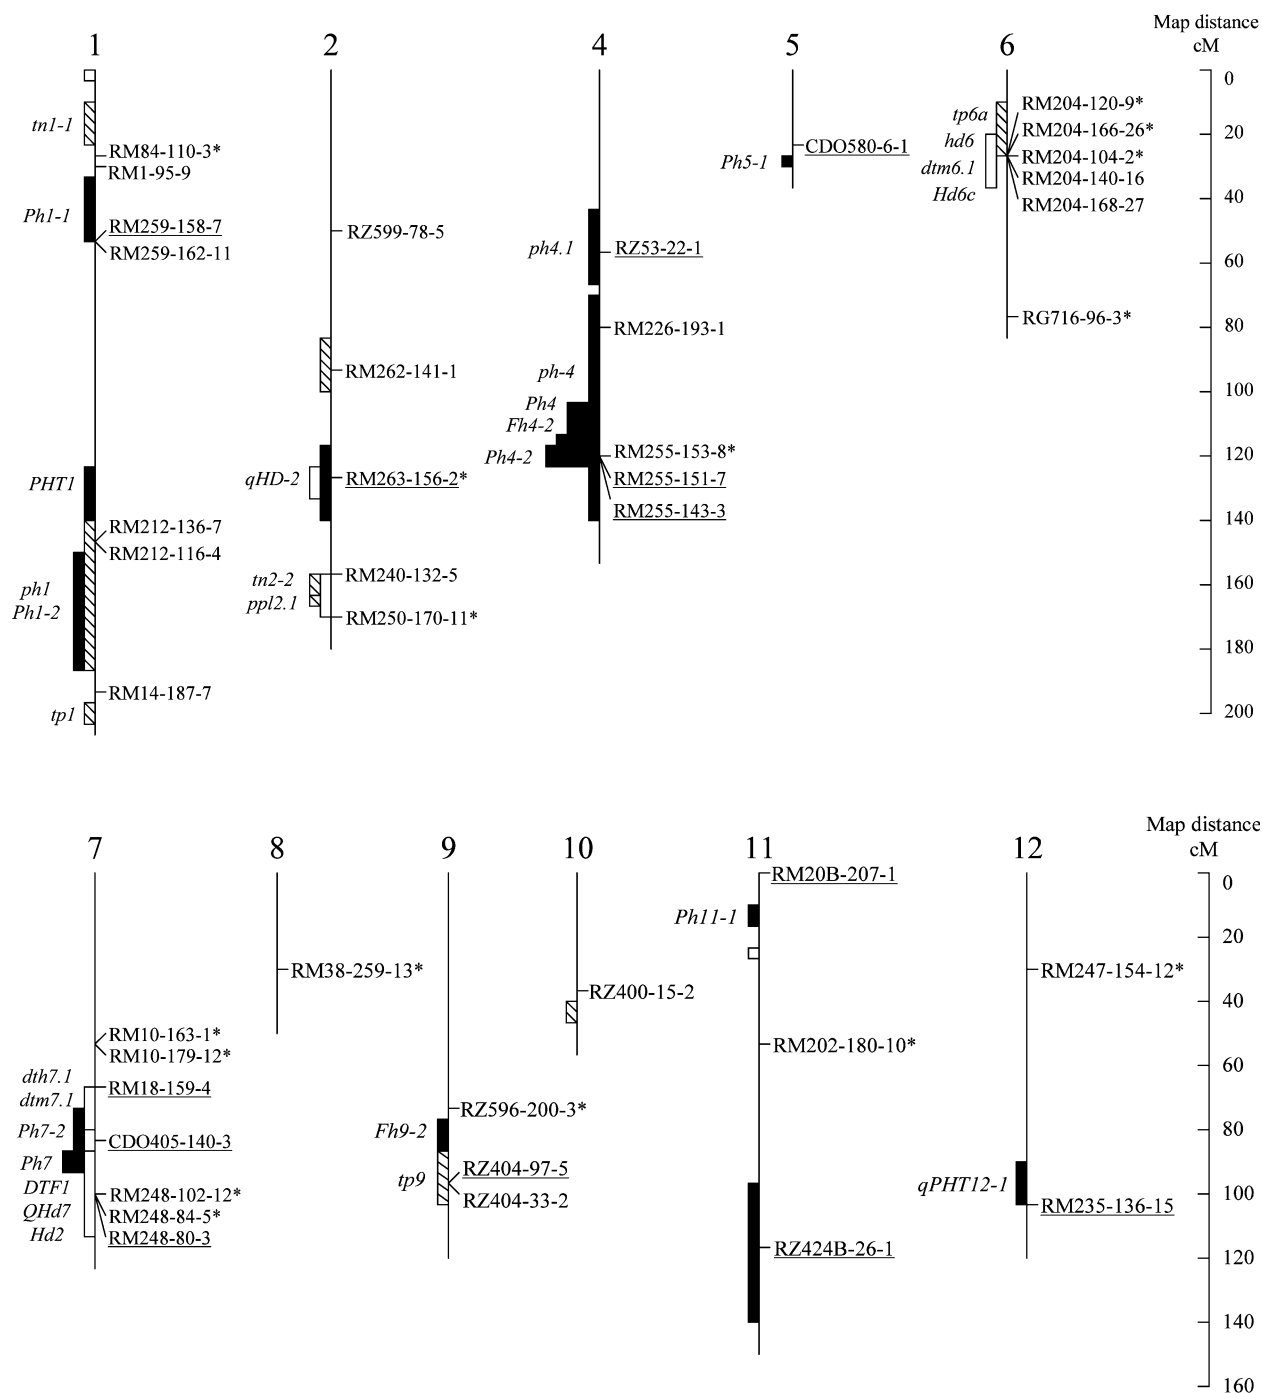 Map distance
cM
1
2
4
5
6
0
20
40
60
80
100
120
140
160
180
200
tn1-1
RM84-110-3*
RM1-95-9
Ph1-1
RM259-158-7
RM259-162-11
PHT1
RM212-136-7
RM212-116-4
ph1
Ph1-2
RM14-187-7
tp1
RZ599-78-5
RM262-141-1
qHD-2
RM263-156-2*
tn2-2
RM240-132-5
ppl2.1
RM250-170-11*
ph4.1
RZ53-22-1
RM226-193-1
ph-4
Ph4
Fh4-2
Ph4-2
RM255-153-8*
RM255-151-7
RM255-143-3
CDO580-6-1
Ph5-1
tp6a
hd6
dtm6.1
Hd6c
RM204-120-9*
RM204-166-26*
RM204-104-2*
RM204-140-16
RM204-168-27
RG716-96-3*
Map distance
cM
7
8
9
10
11
12
0
20
40
60
80
100
120
140
160
RM10-163-1*
RM10-179-12*
dth7.1
dtm7.1
RM18-159-4
Ph7-2
CDO405-140-3
Ph7
DTF1
QHd7
Hd2
RM248-102-12*
RM248-84-5*
RM248-80-3
RM38-259-13*
RZ596-200-3*
Fh9-2
tp9
RZ404-97-5
RZ404-33-2
RZ400-15-2
RM20B-207-1
Ph11-1
RM202-180-10*
RZ424B-26-1
RM247-154-12*
qPHT12-1
RM235-136-15